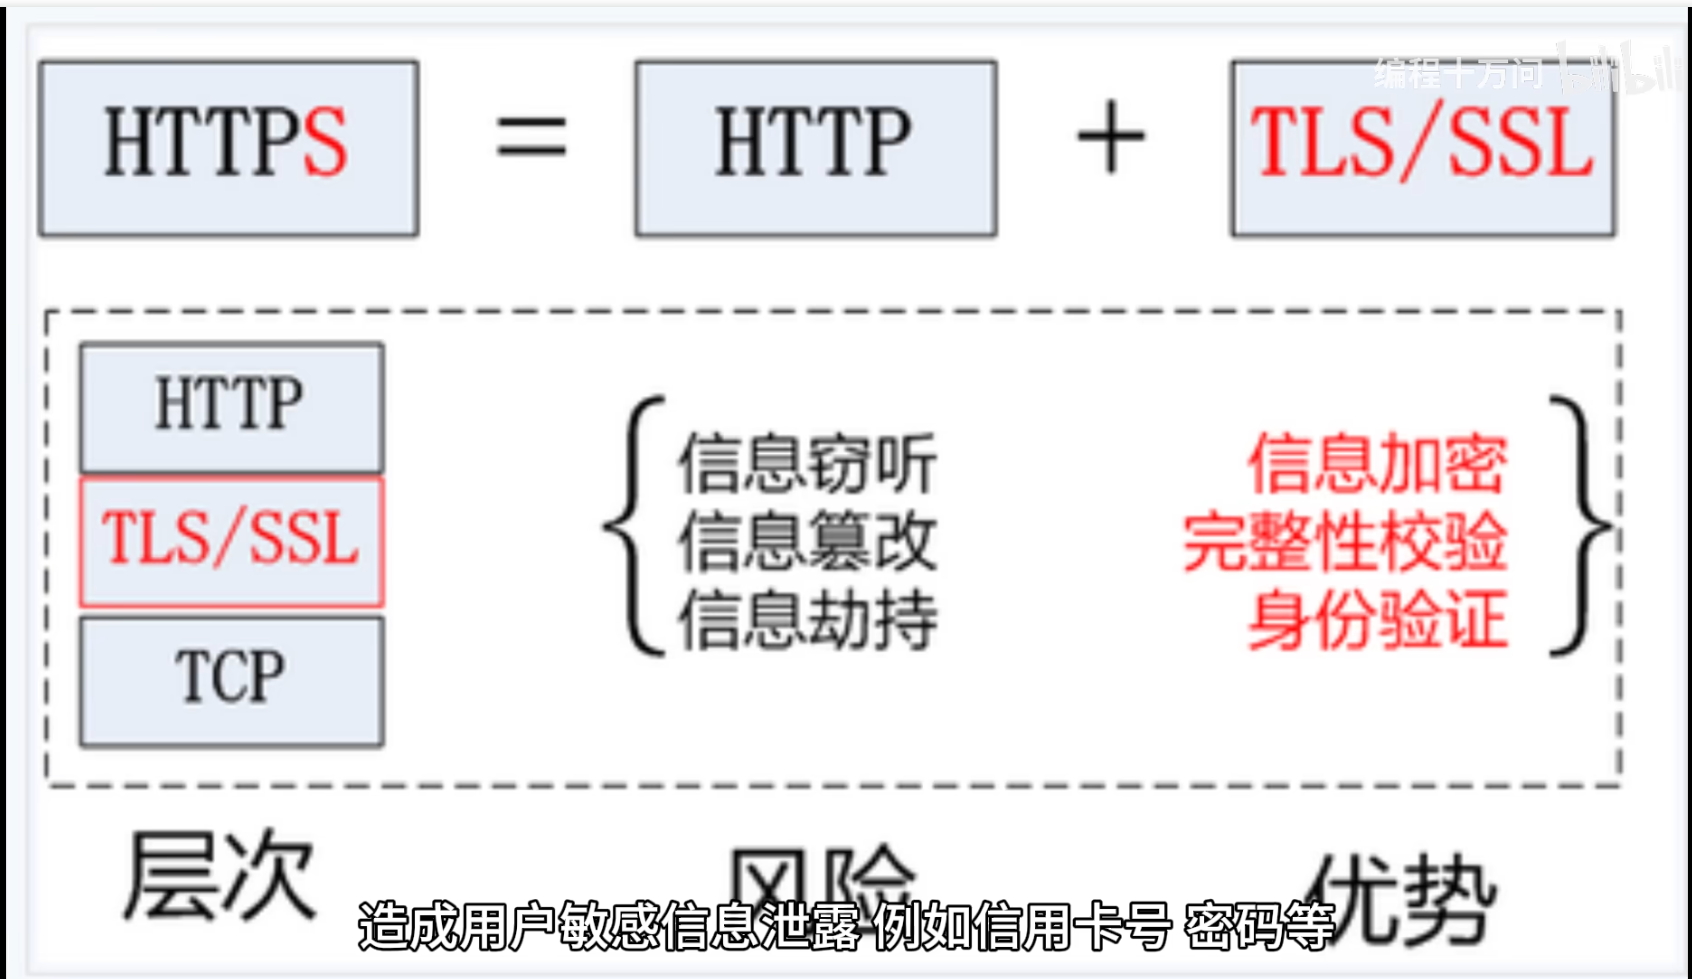 编程十方问 bilibili
HTTPS = HTTP + TLS/SSL
HTTP
TLS/SSL
TCP
信息窃听
信息篡改
信息劫持
信息加密
完整性校验
身份验证
层次
风险
优势
造成用户敏感信息泄露 例如信用卡号 密码等